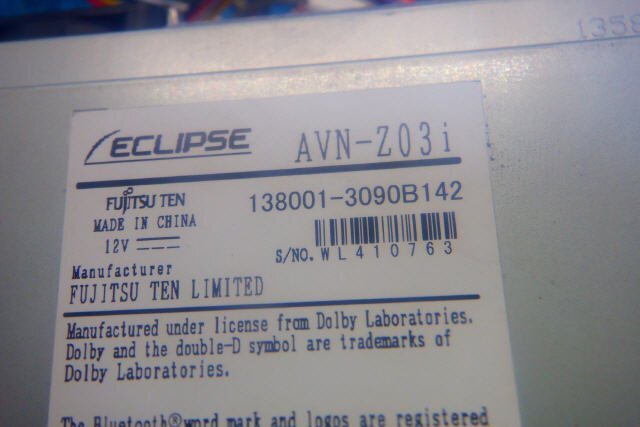 1358
ECLIPSE AVN-Z03i
FUJITSU TEN 138001-3090B142
MADE IN CHINA
12V
S/NO. WL410763
Manufacturer
FUJITSU TEN LIMITED
Manufactured under license from Dolby Laboratories.
Dolby and the double-D symbol are trademarks of
Dolby Laboratories.
The Bluetooth® word mark and logos are registered